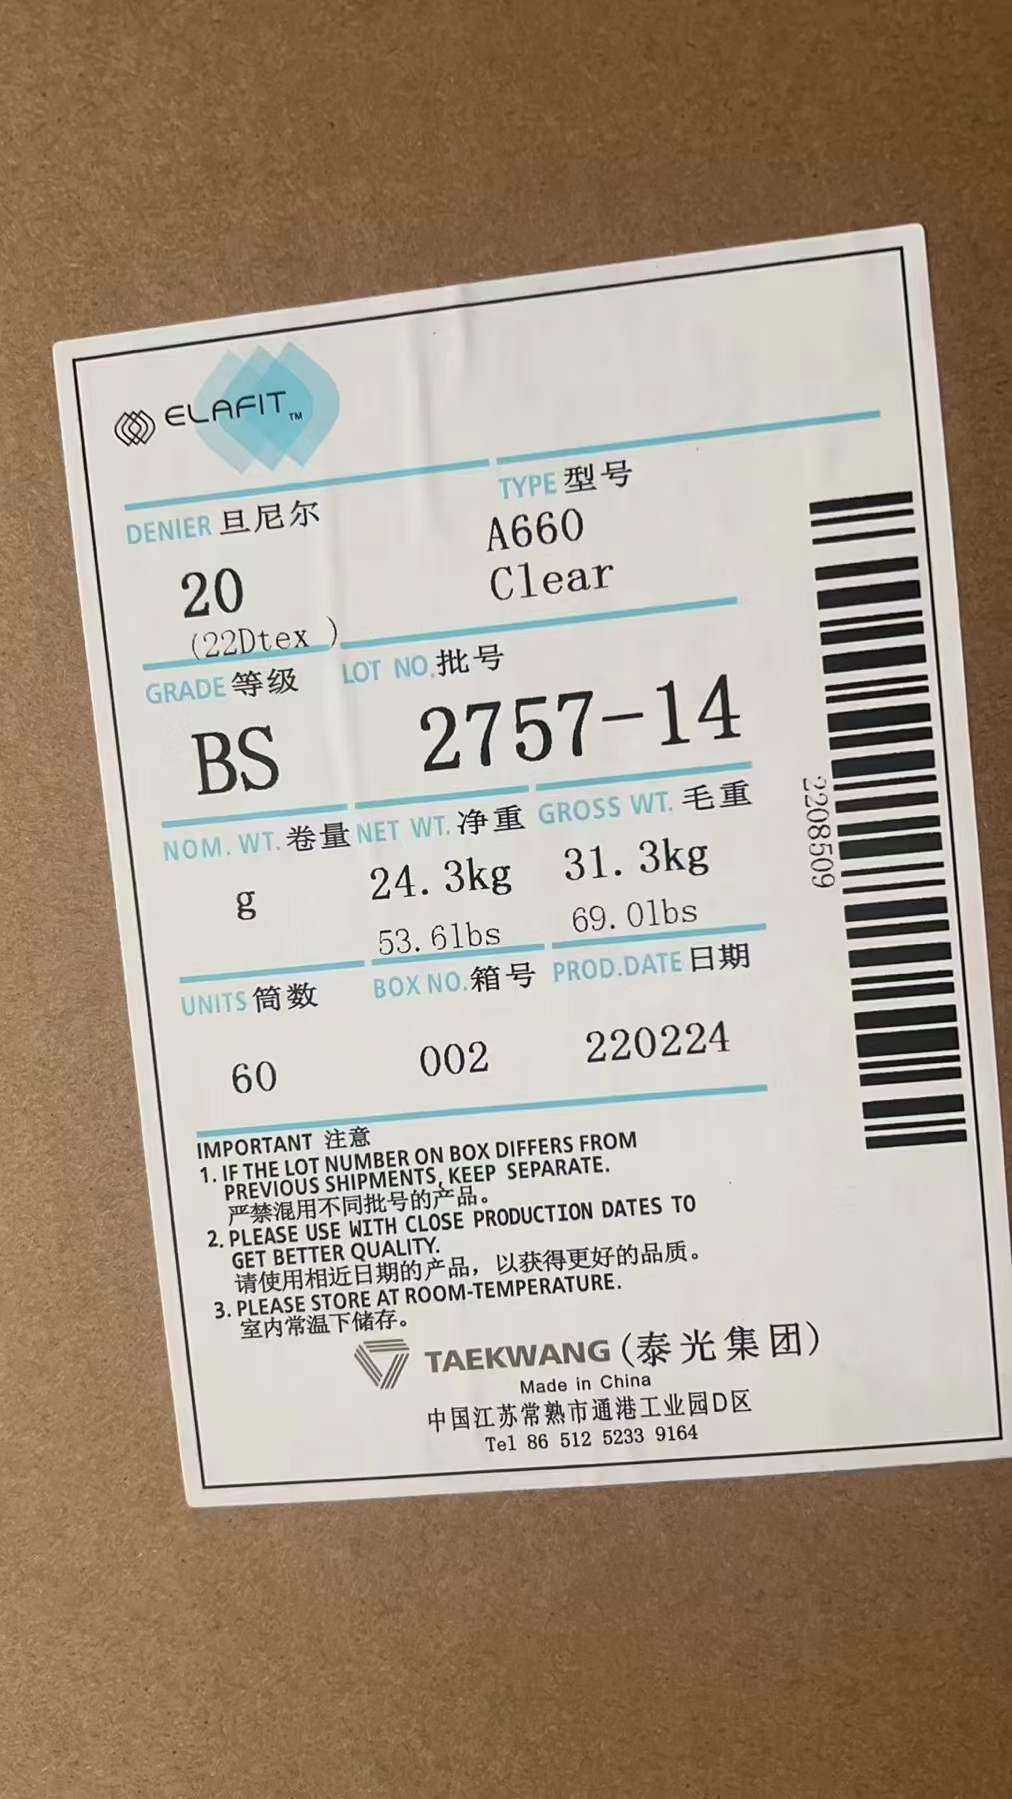 ELAFIT™
DENIER 旦尼尔
20
(22Dtex )
TYPE 型号
A660
Clear
GRADE 等级
BS
LOT NO.批号
2757-14
NOM. WT. 卷量
g
NET WT. 净重
24.3kg
53.6lbs
GROSS WT. 毛重
31.3kg
69.0lbs
UNITS 筒数
60
BOX NO.箱号
002
PROD.DATE 日期
220224
2208509
IMPORTANT 注意
1. IF THE LOT NUMBER ON BOX DIFFERS FROM
PREVIOUS SHIPMENTS, KEEP SEPARATE.
严禁混用不同批号的产品。
2. PLEASE USE WITH CLOSE PRODUCTION DATES TO
GET BETTER QUALITY.
请使用相近日期的产品，以获得更好的品质。
3. PLEASE STORE AT ROOM-TEMPERATURE.
室内常温下储存。
TAEKWANG (泰光集团)
Made in China
中国江苏常熟市通港工业园D区
Tel 86 512 5233 9164